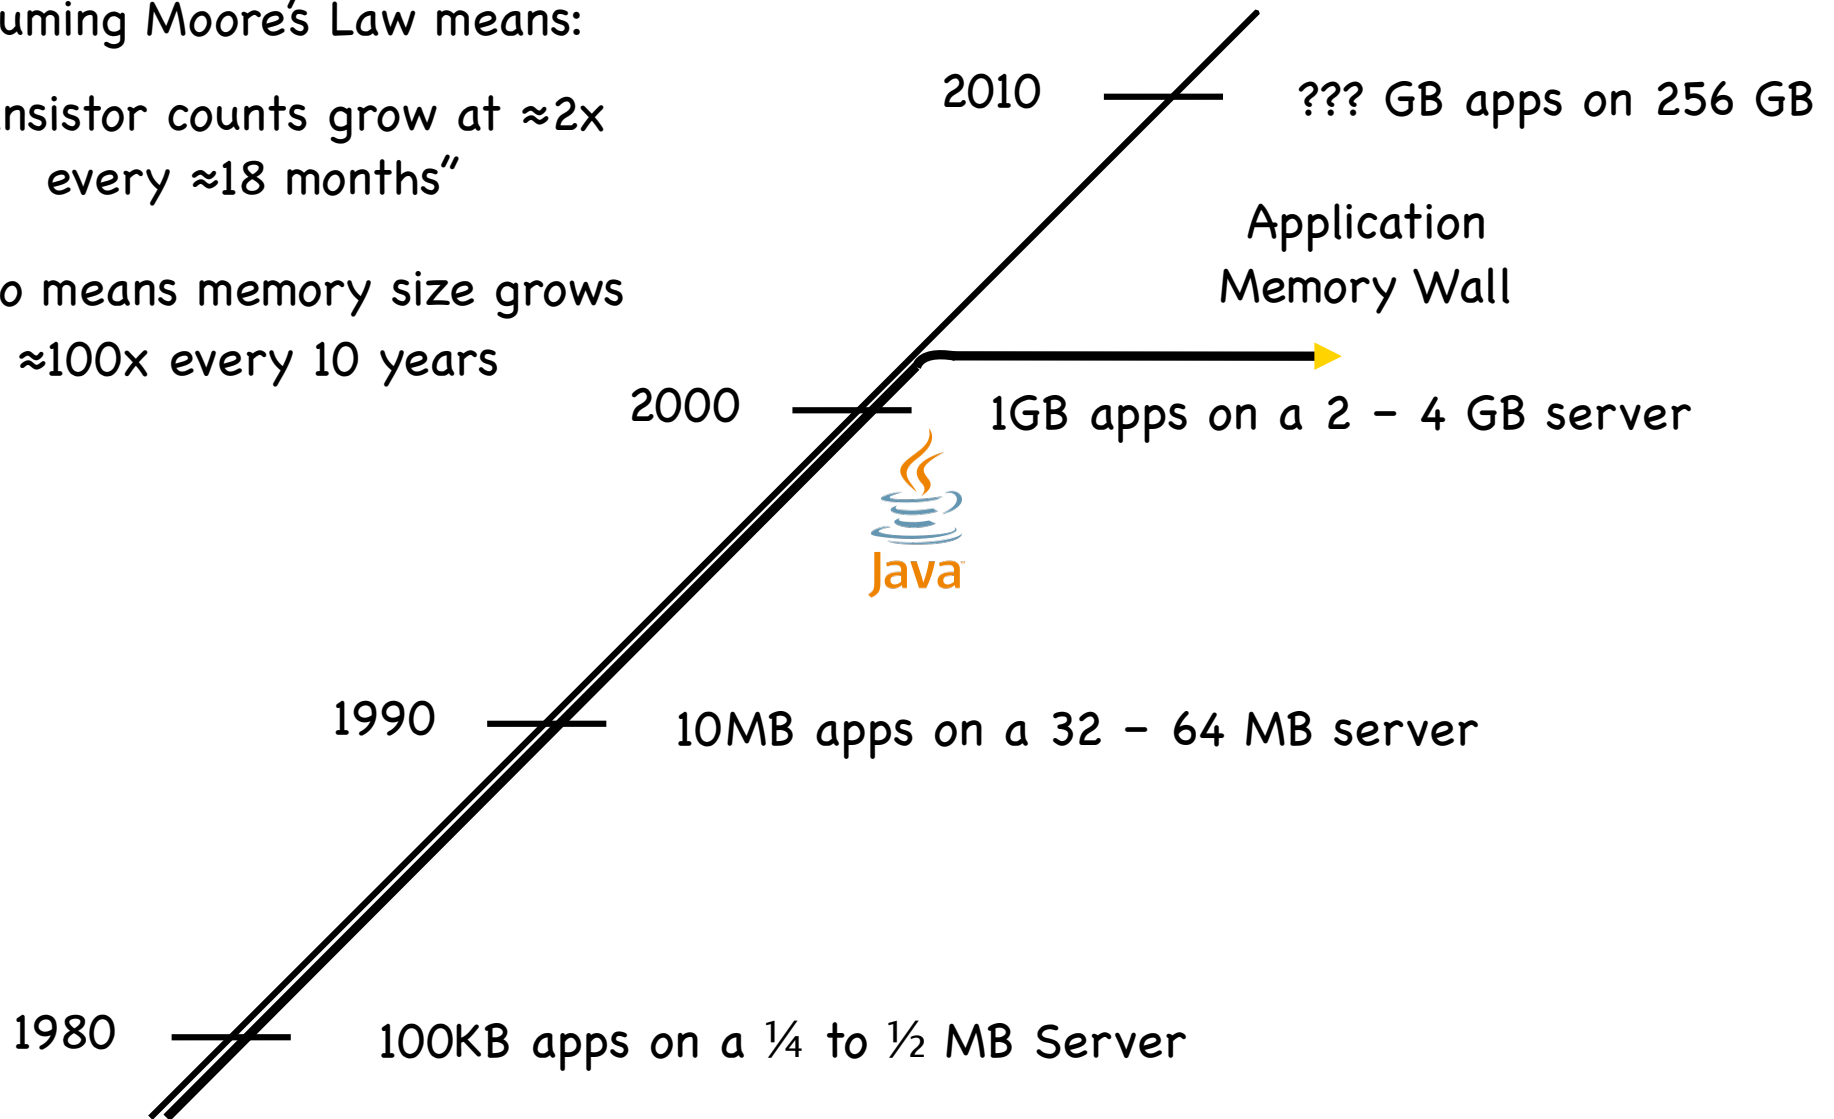 uming Moore's Law means:
nsistor counts grow at ≈2x
every ≈18 months”
o means memory size grows
≈100x every 10 years
2010
??? GB apps on 256 GB
Application
Memory Wall
2000
1GB apps on a 2 – 4 GB server
Java
1990
10MB apps on a 32 – 64 MB server
1980
100KB apps on a ¼ to ½ MB Server